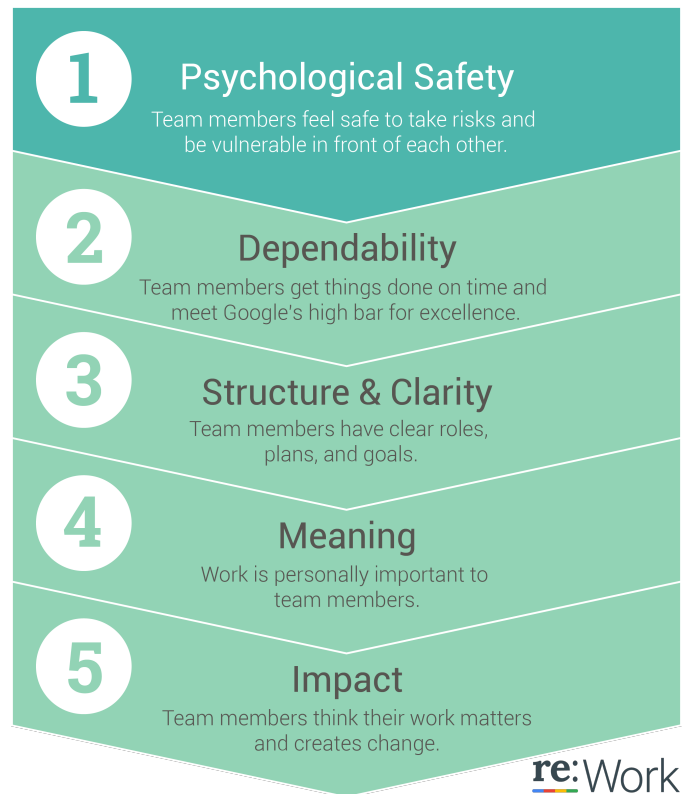 1
Psychological Safety
Team members feel safe to take risks and
be vulnerable in front of each other.
2
Dependability
Team members get things done on time and
meet Google's high bar for excellence.
3
Structure & Clarity
Team members have clear roles,
plans, and goals.
4
Meaning
Work is personally important to
team members.
5
Impact
Team members think their work matters
and creates change.
re:Work